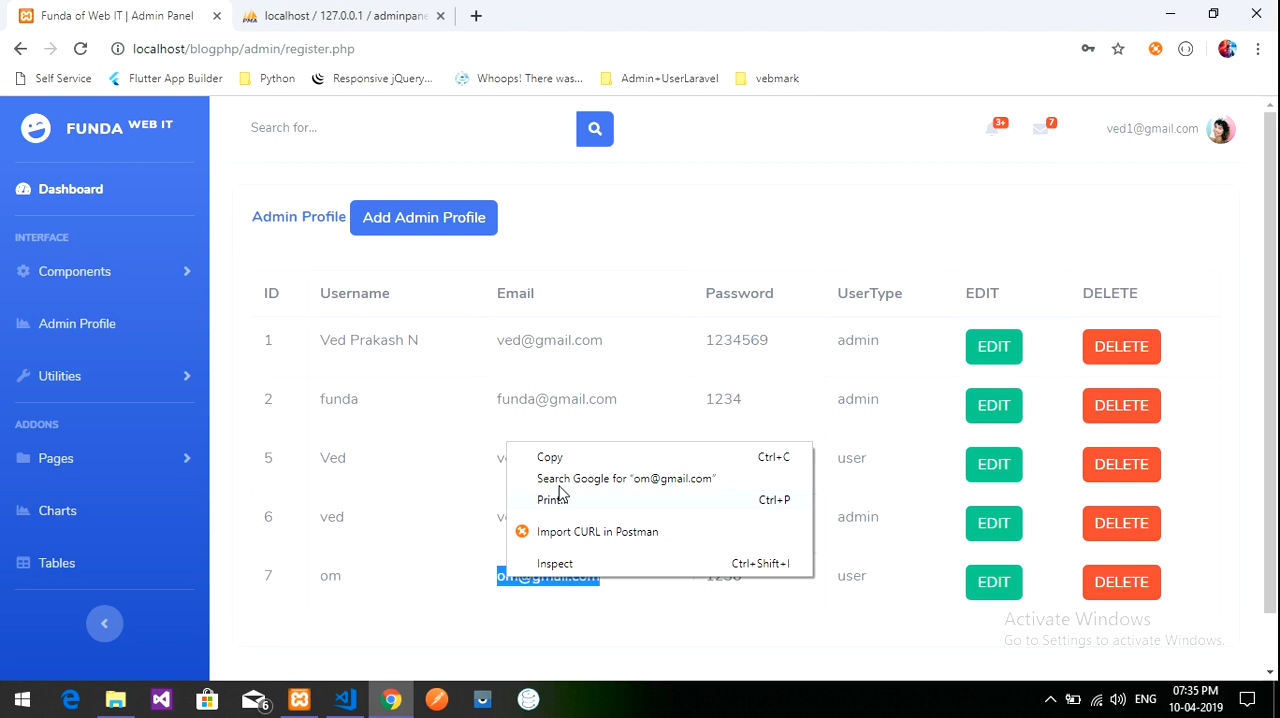 Funda of Web IT | Admin Panel
localhost / 127.0.0.1 / adminpane
localhost/blogphp/admin/register.php
Self Service
Flutter App Builder
Python
Responsive jQuery...
Whoops! There was...
Admin+UserLaravel
vebmark
FUNDA WEB IT
Search for...
3+
7
ved1@gmail.com
Dashboard
INTERFACE
Components
Admin Profile
Utilities
ADDONS
Pages
Charts
Tables
Admin Profile
Add Admin Profile
ID Username Email Password UserType EDIT DELETE
1 Ved Prakash N ved@gmail.com 1234569 admin EDIT DELETE
2 funda funda@gmail.com 1234 admin EDIT DELETE
5 Ved user EDIT DELETE
6 ved admin EDIT DELETE
7 om om@gmail.com user EDIT DELETE
Copy Ctrl+C
Search Google for “om@gmail.com”
Print... Ctrl+P
Import CURL in Postman
Inspect Ctrl+Shift+I
Activate Windows
Go to Settings to activate Windows.
6
ENG
07:35 PM
10-04-2019